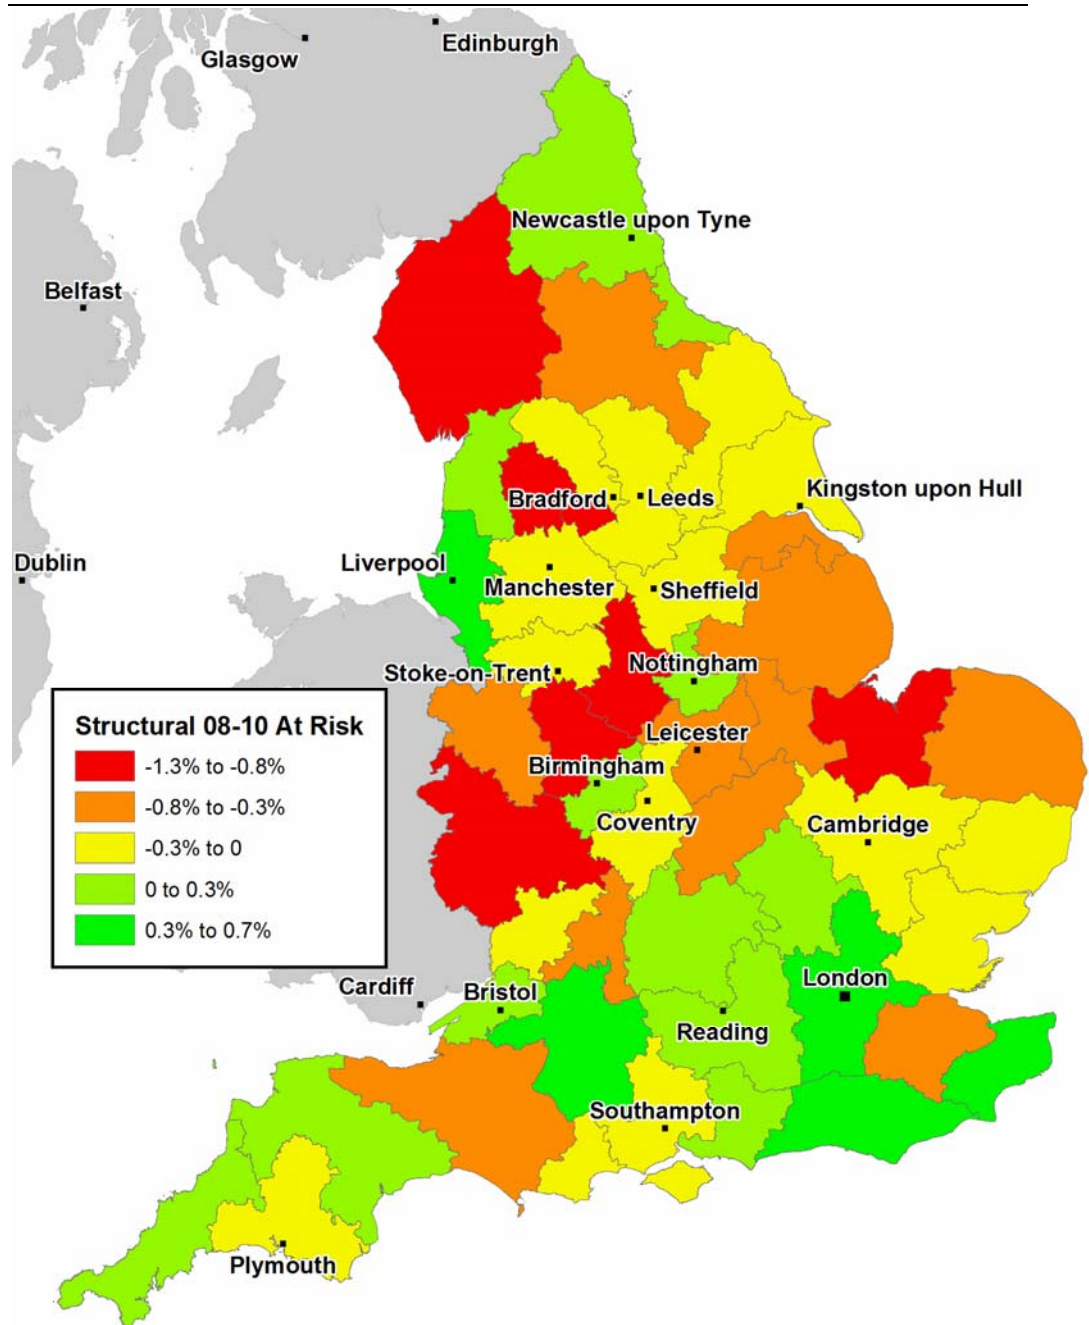 Edinburgh
Glasgow
Newcastle upon Tyne
Belfast
Kingston upon Hull
Bradford
Leeds
Dublin
Liverpool
Manchester
Sheffield
Nottingham
Stoke-on-Trent
Structural 08-10 At Risk
-1.3% to -0.8%
-0.8% to -0.3%
-0.3% to 0
0 to 0.3%
0.3% to 0.7%
Leicester
Birmingham
Coventry
Cambridge
London
Cardiff
Bristol
Reading
Southampton
Plymouth